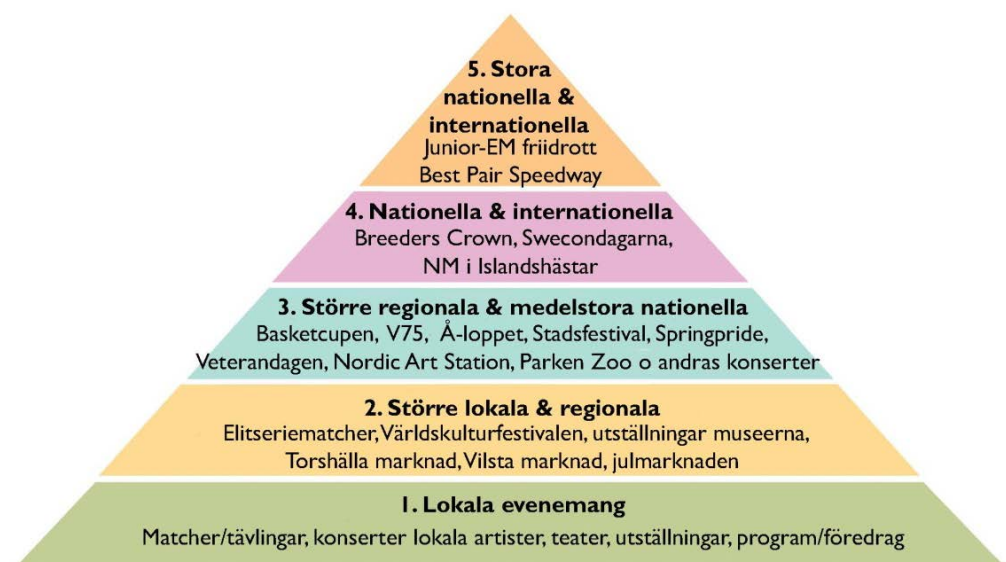 5. Stora
nationella &
internationella
Junior-EM friidrott
Best Pair Speedway
4. Nationella & internationella
Breeders Crown, Swecondagarna,
NM i Islandshästar
3. Större regionala & medelstora nationella
Basketcupen, V75, Å-loppet, Stadsfestival, Springpride,
Veterandagen, Nordic Art Station, Parken Zoo o andras konserter
2. Större lokala & regionala
Elitseriematcher, Världskulturfestivalen, utställningar museerna,
Torshälla marknad, Vilsta marknad, julmarknaden
1. Lokala evenemang
Matcher/tävlingar, konserter lokala artister, teater, utställningar, program/föredrag